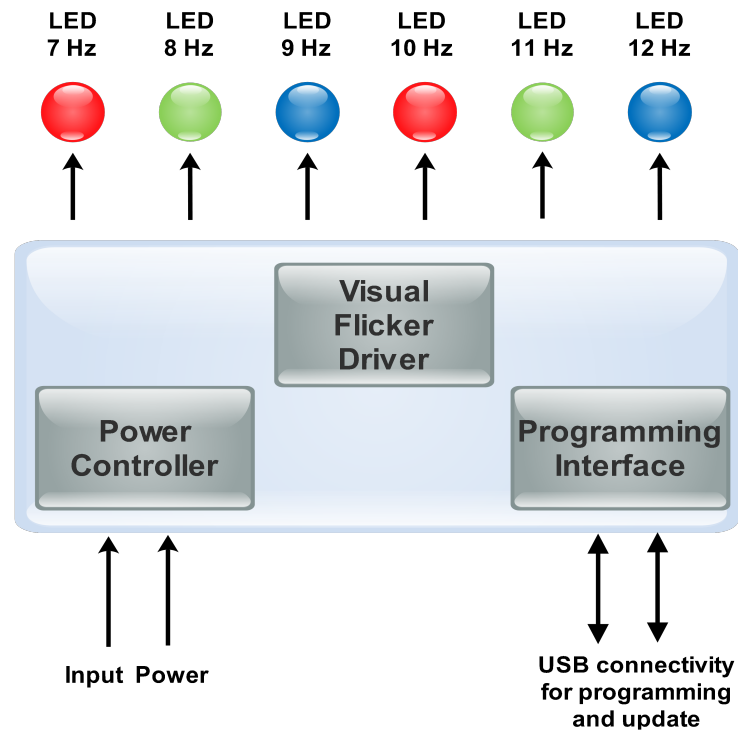 LED
7 Hz
LED
8 Hz
LED
9 Hz
LED
10 Hz
LED
11 Hz
LED
12 Hz
Visual
Flicker
Driver
Power
Controller
Programming
Interface
Input Power
USB connectivity
for programming
and update